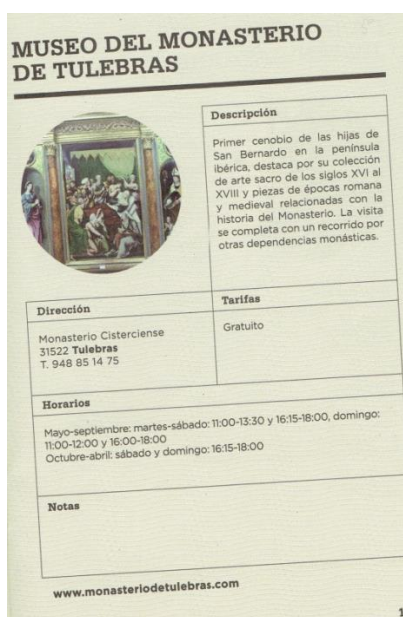 MUSEO DEL MONASTERIO
DE TULEBRAS
Descripción
Primer cenobio de las hijas de
San Bernardo en la península
ibérica, destaca por su colección
de arte sacro de los siglos XVI al
XVIII y piezas de épocas romana
y medieval relacionadas con la
historia del Monasterio. La visita
se completa con un recorrido por
otras dependencias monásticas.
Dirección
Monasterio Cisterciense
31522 Tulebras
T. 948 85 14 75
Tarifas
Gratuito
Horarios
Mayo-septiembre: martes-sábado: 11:00-13:30 y 16:15-18:00, domingo:
11:00-12:00 y 16:00-18:00
Octubre-abril: sábado y domingo: 16:15-18:00
Notas
www.monasteriodetulebras.com